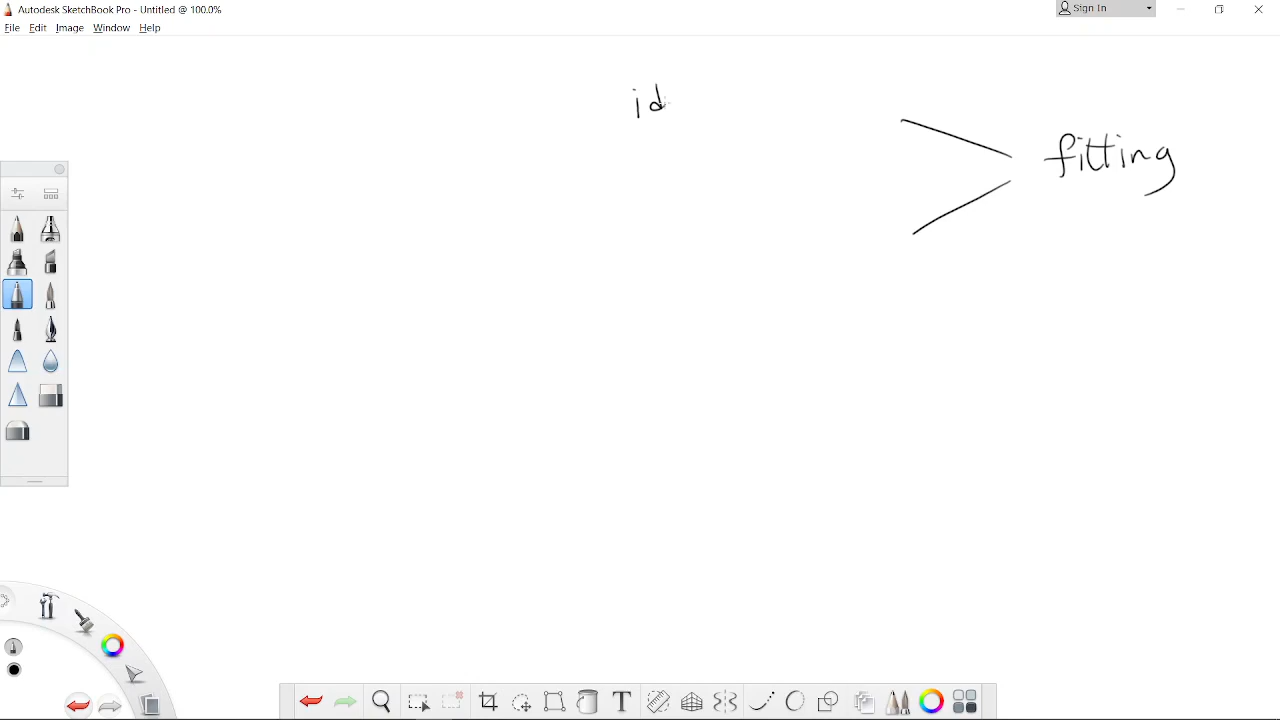 Autodesk SketchBook Pro - Untitled @ 100.0%
Sign In
File Edit Image Window Help
id
fitting
T